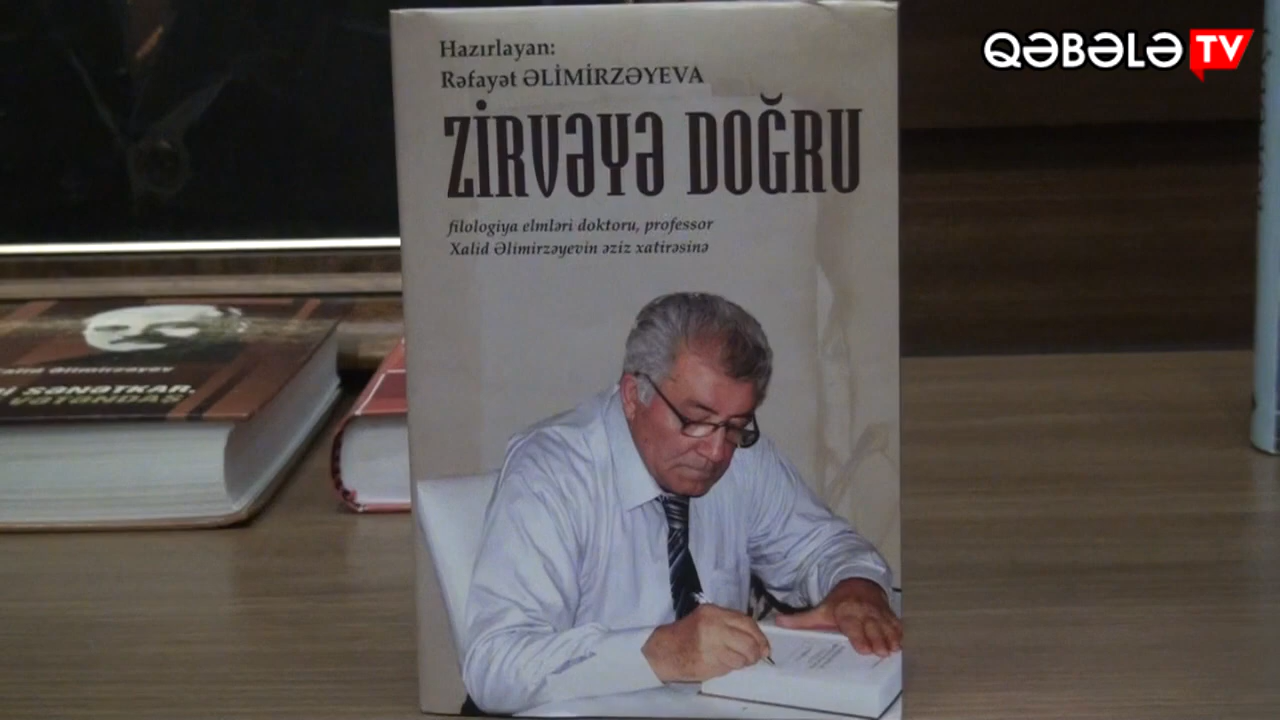 QƏBƏLƏ TV
Hazırlayan:
Rəfayət ƏLİMİRZƏYEVA
ZİRVƏYƏ DOĞRU
filologiya elmləri doktoru, professor
Xalid Əlimirzəyevin əziz xatirəsinə
Əlimirzəyev
SƏNƏTKAR,
VƏTƏNDAŞ